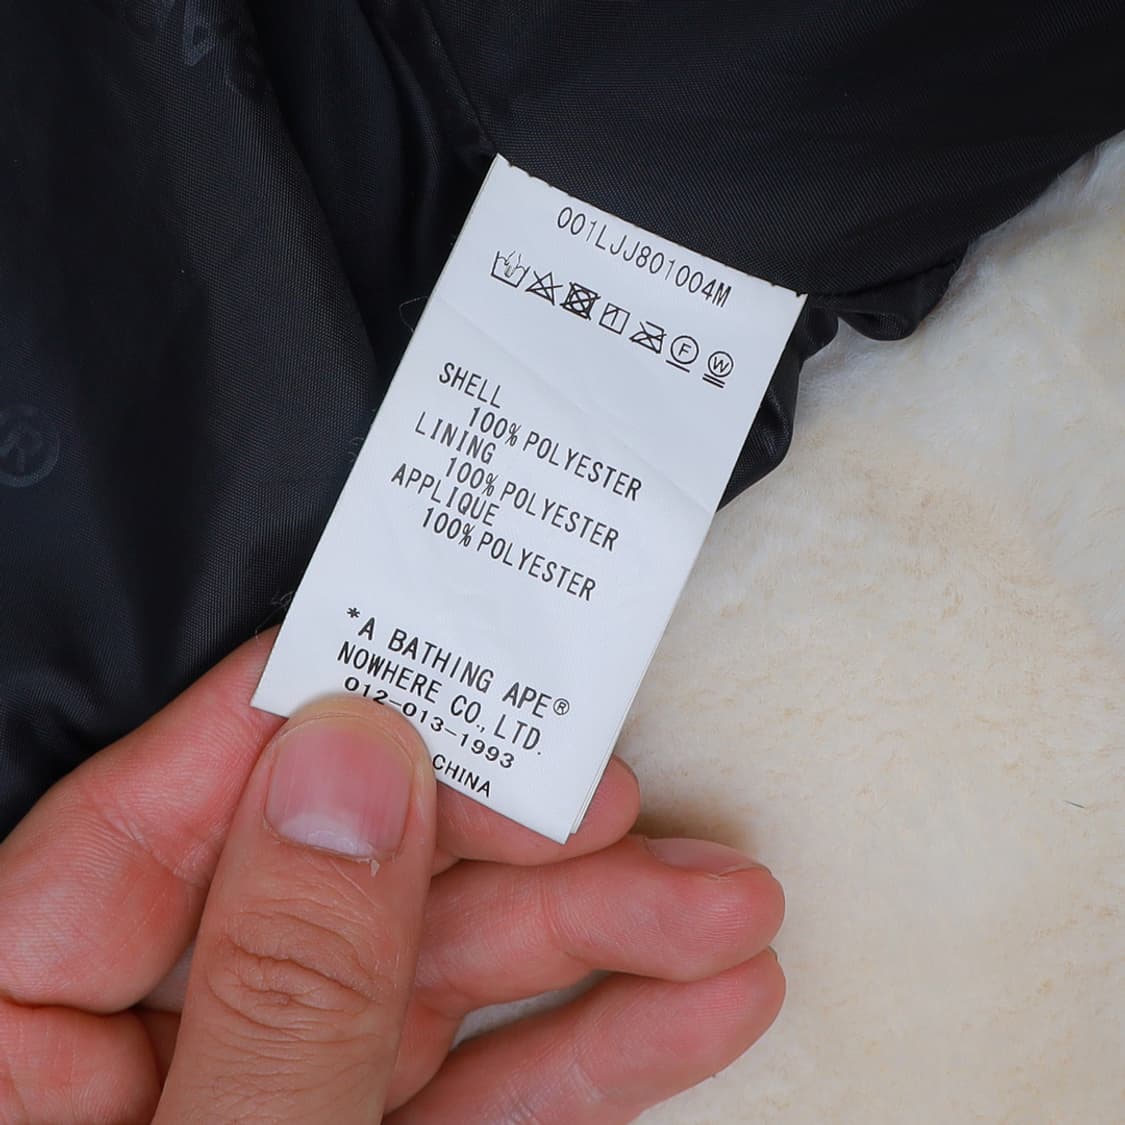 001LJJ801004M
F W
SHELL
100% POLYESTER
LINING
100% POLYESTER
APPLIQUE
100% POLYESTER
*A BATHING APE®
NOWHERE CO., LTD.
012-013-1993
CHINA